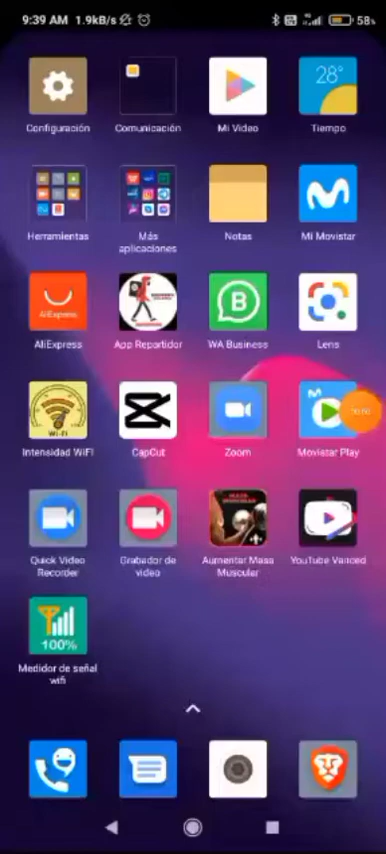 9:39 AM 1.9kB/s
58
28°
Configuración
Comunicación
Mi Video
Tiempo
Herramientas
Más aplicaciones
Notas
Mi Movistar
AliExpress
AliExpress
App Repartidor
B
WA Business
Lens
Wi-Fi
Intensidad WiFi
CapCut
Zoom
M
Movistar Play
Quick Video Recorder
Grabador de video
Aumentar Masa Muscular
YouTube Vanced
100%
Medidor de señal wifi